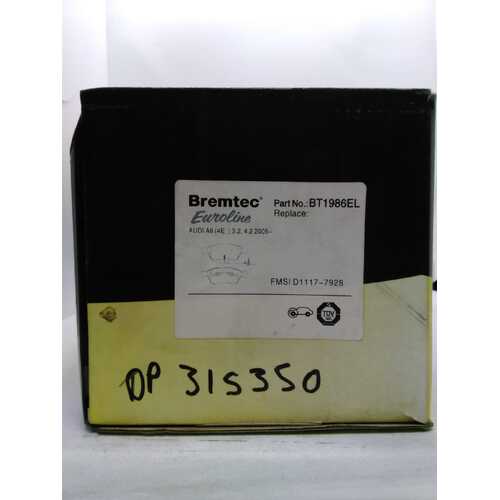 Bremtec® Part No.: BT1986EL
Euroline Replace:
AUDI A8 (4E_) 3.2, 4.2 2005-
FMSI D1117-7928
TÜV
DP 315350